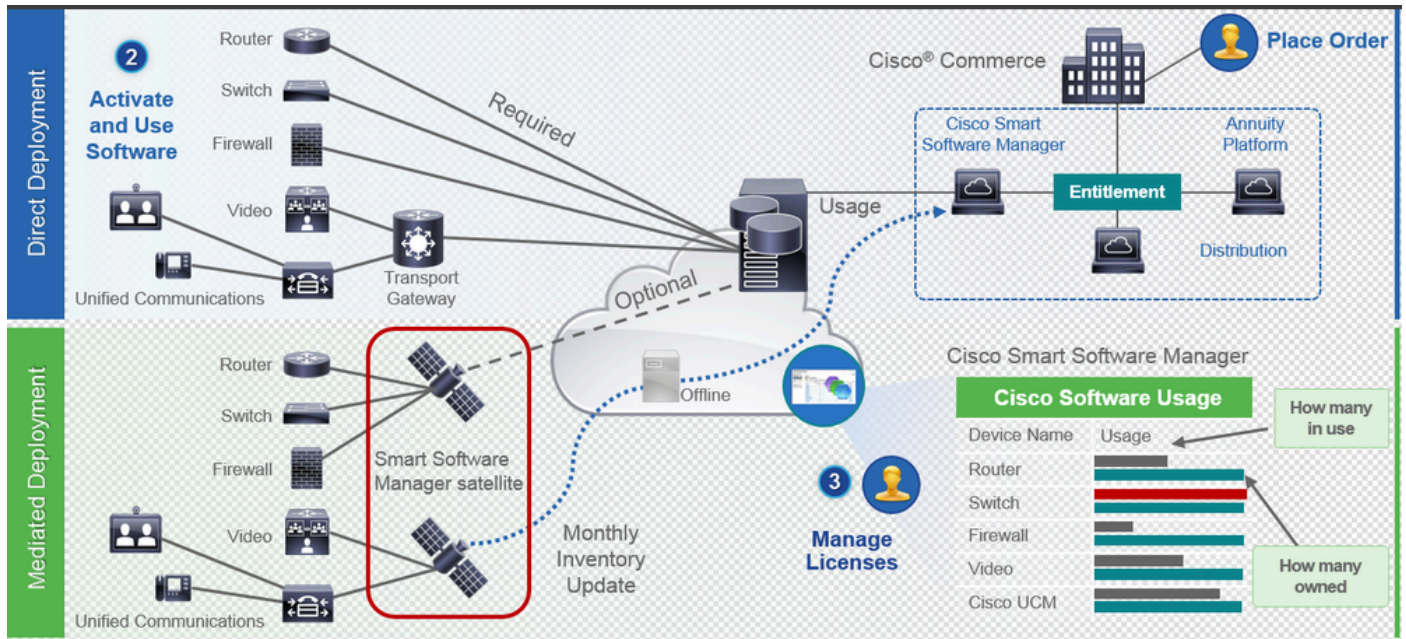 Direct Deployment
2
Activate
and Use
Software
Router
Switch
Firewall
Video
Unified Communications
Transport
Gateway
Required
Optional
Usage
Cisco® Commerce
Place Order
Cisco Smart
Software Manager
Annuity
Platform
Entitlement
Distribution
Mediated Deployment
Router
Switch
Firewall
Video
Unified Communications
Smart Software
Manager satellite
Offline
Monthly
Inventory
Update
3
Manage
Licenses
Cisco Smart Software Manager
Cisco Software Usage
Device Name Usage
Router
Switch
Firewall
Video
Cisco UCM
How many
in use
How many
owned